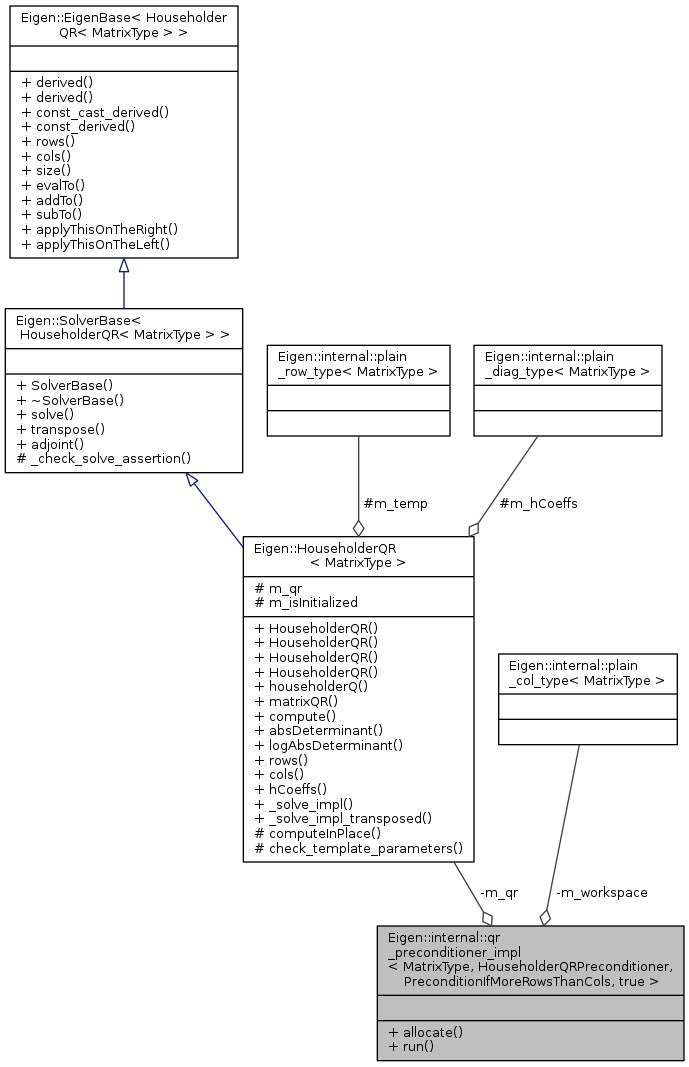 Eigen::EigenBase< Householder
QR< MatrixType > >
+ derived()
+ derived()
+ const_cast_derived()
+ const_derived()
+ rows()
+ cols()
+ size()
+ evalTo()
+ addTo()
+ subTo()
+ applyThisOnTheRight()
+ applyThisOnTheLeft()
Eigen::SolverBase<
HouseholderQR< MatrixType > >
+ SolverBase()
+ ~SolverBase()
+ solve()
+ transpose()
+ adjoint()
# _check_solve_assertion()
Eigen::internal::plain
_row_type< MatrixType >
Eigen::internal::plain
_diag_type< MatrixType >
#m_temp
#m_hCoeffs
Eigen::HouseholderQR
< MatrixType >
# m_qr
# m_isInitialized
+ HouseholderQR()
+ HouseholderQR()
+ HouseholderQR()
+ HouseholderQR()
+ householderQ()
+ matrixQR()
+ compute()
+ absDeterminant()
+ logAbsDeterminant()
+ rows()
+ cols()
+ hCoeffs()
+ _solve_impl()
+ _solve_impl_transposed()
# computeInPlace()
# check_template_parameters()
Eigen::internal::plain
_col_type< MatrixType >
-m_qr
-m_workspace
Eigen::internal::qr
_preconditioner_impl
< MatrixType, HouseholderQRPreconditioner,
PreconditionIfMoreRowsThanCols, true >
+ allocate()
+ run()